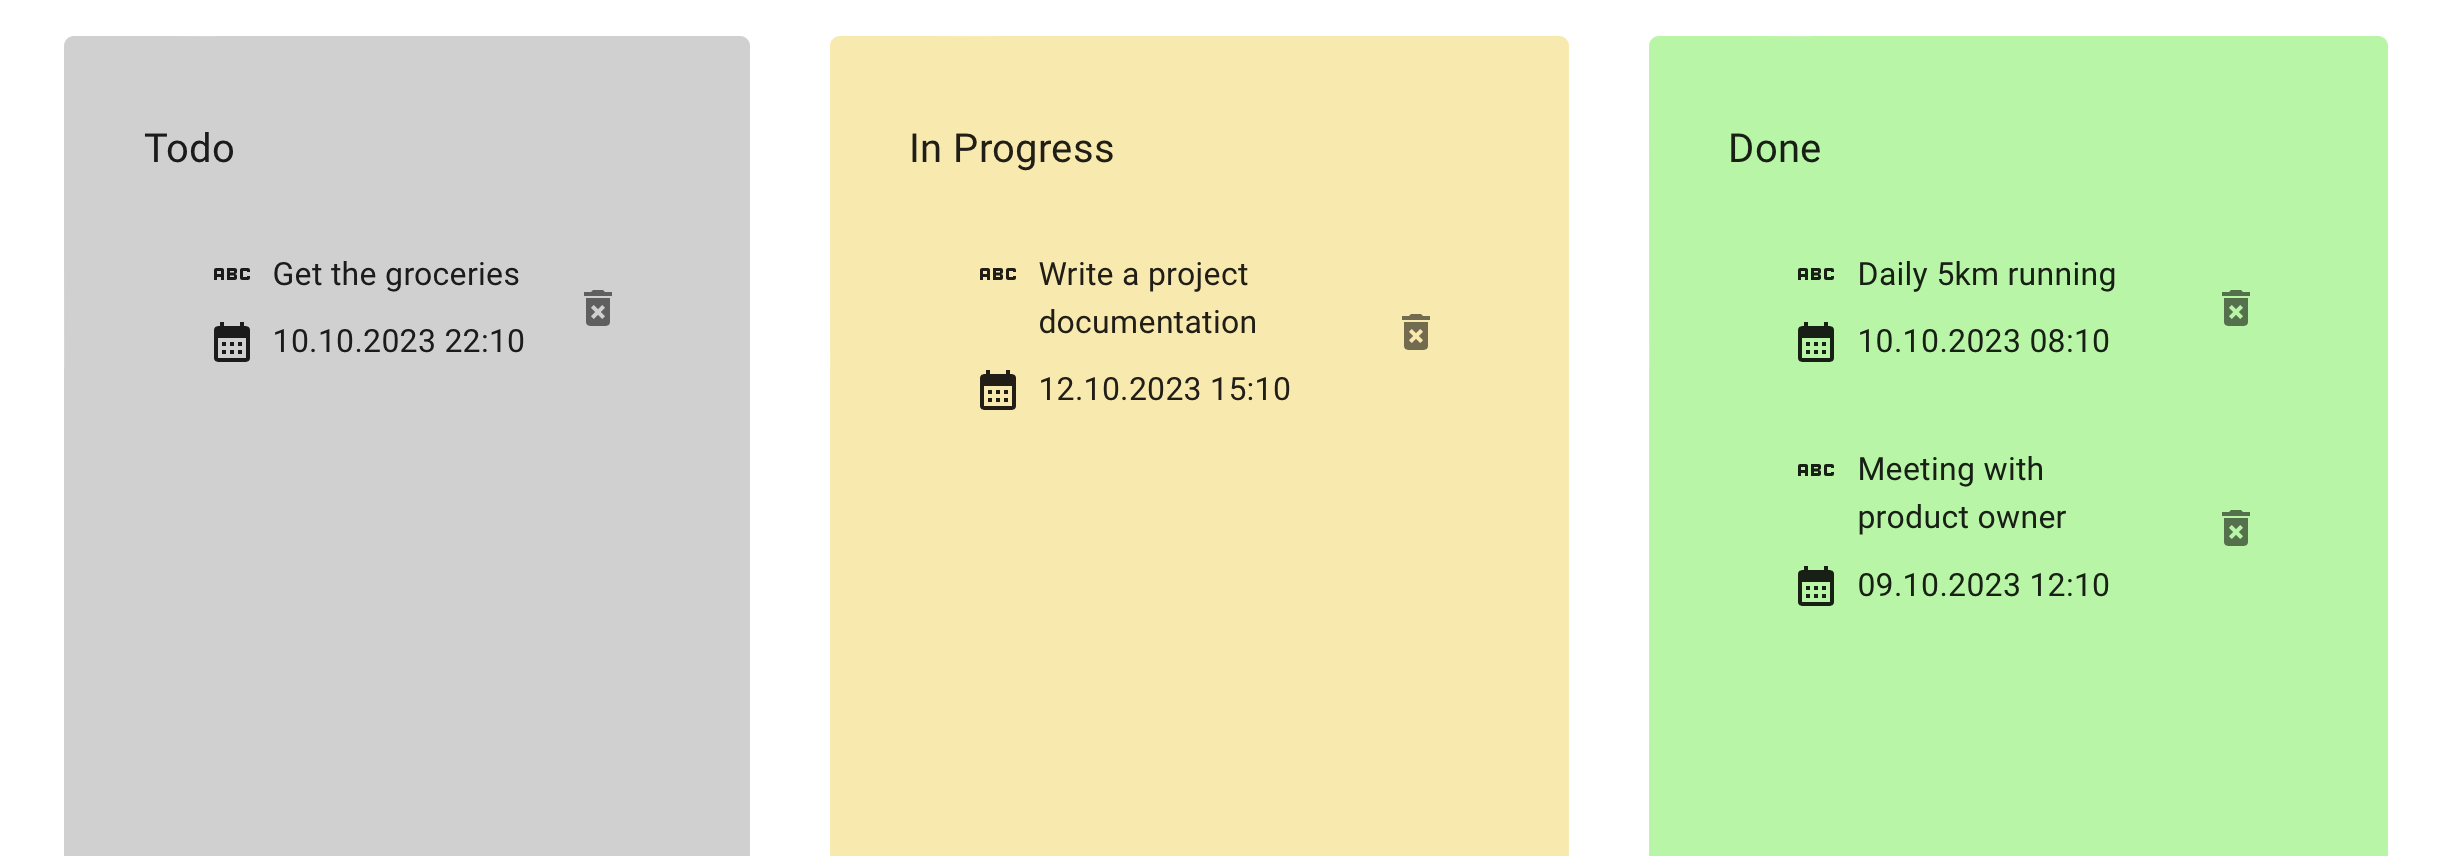 Todo
ABC Get the groceries
10.10.2023 22:10
In Progress
ABC Write a project
documentation
12.10.2023 15:10
Done
ABC Daily 5km running
10.10.2023 08:10
ABC Meeting with
product owner
09.10.2023 12:10